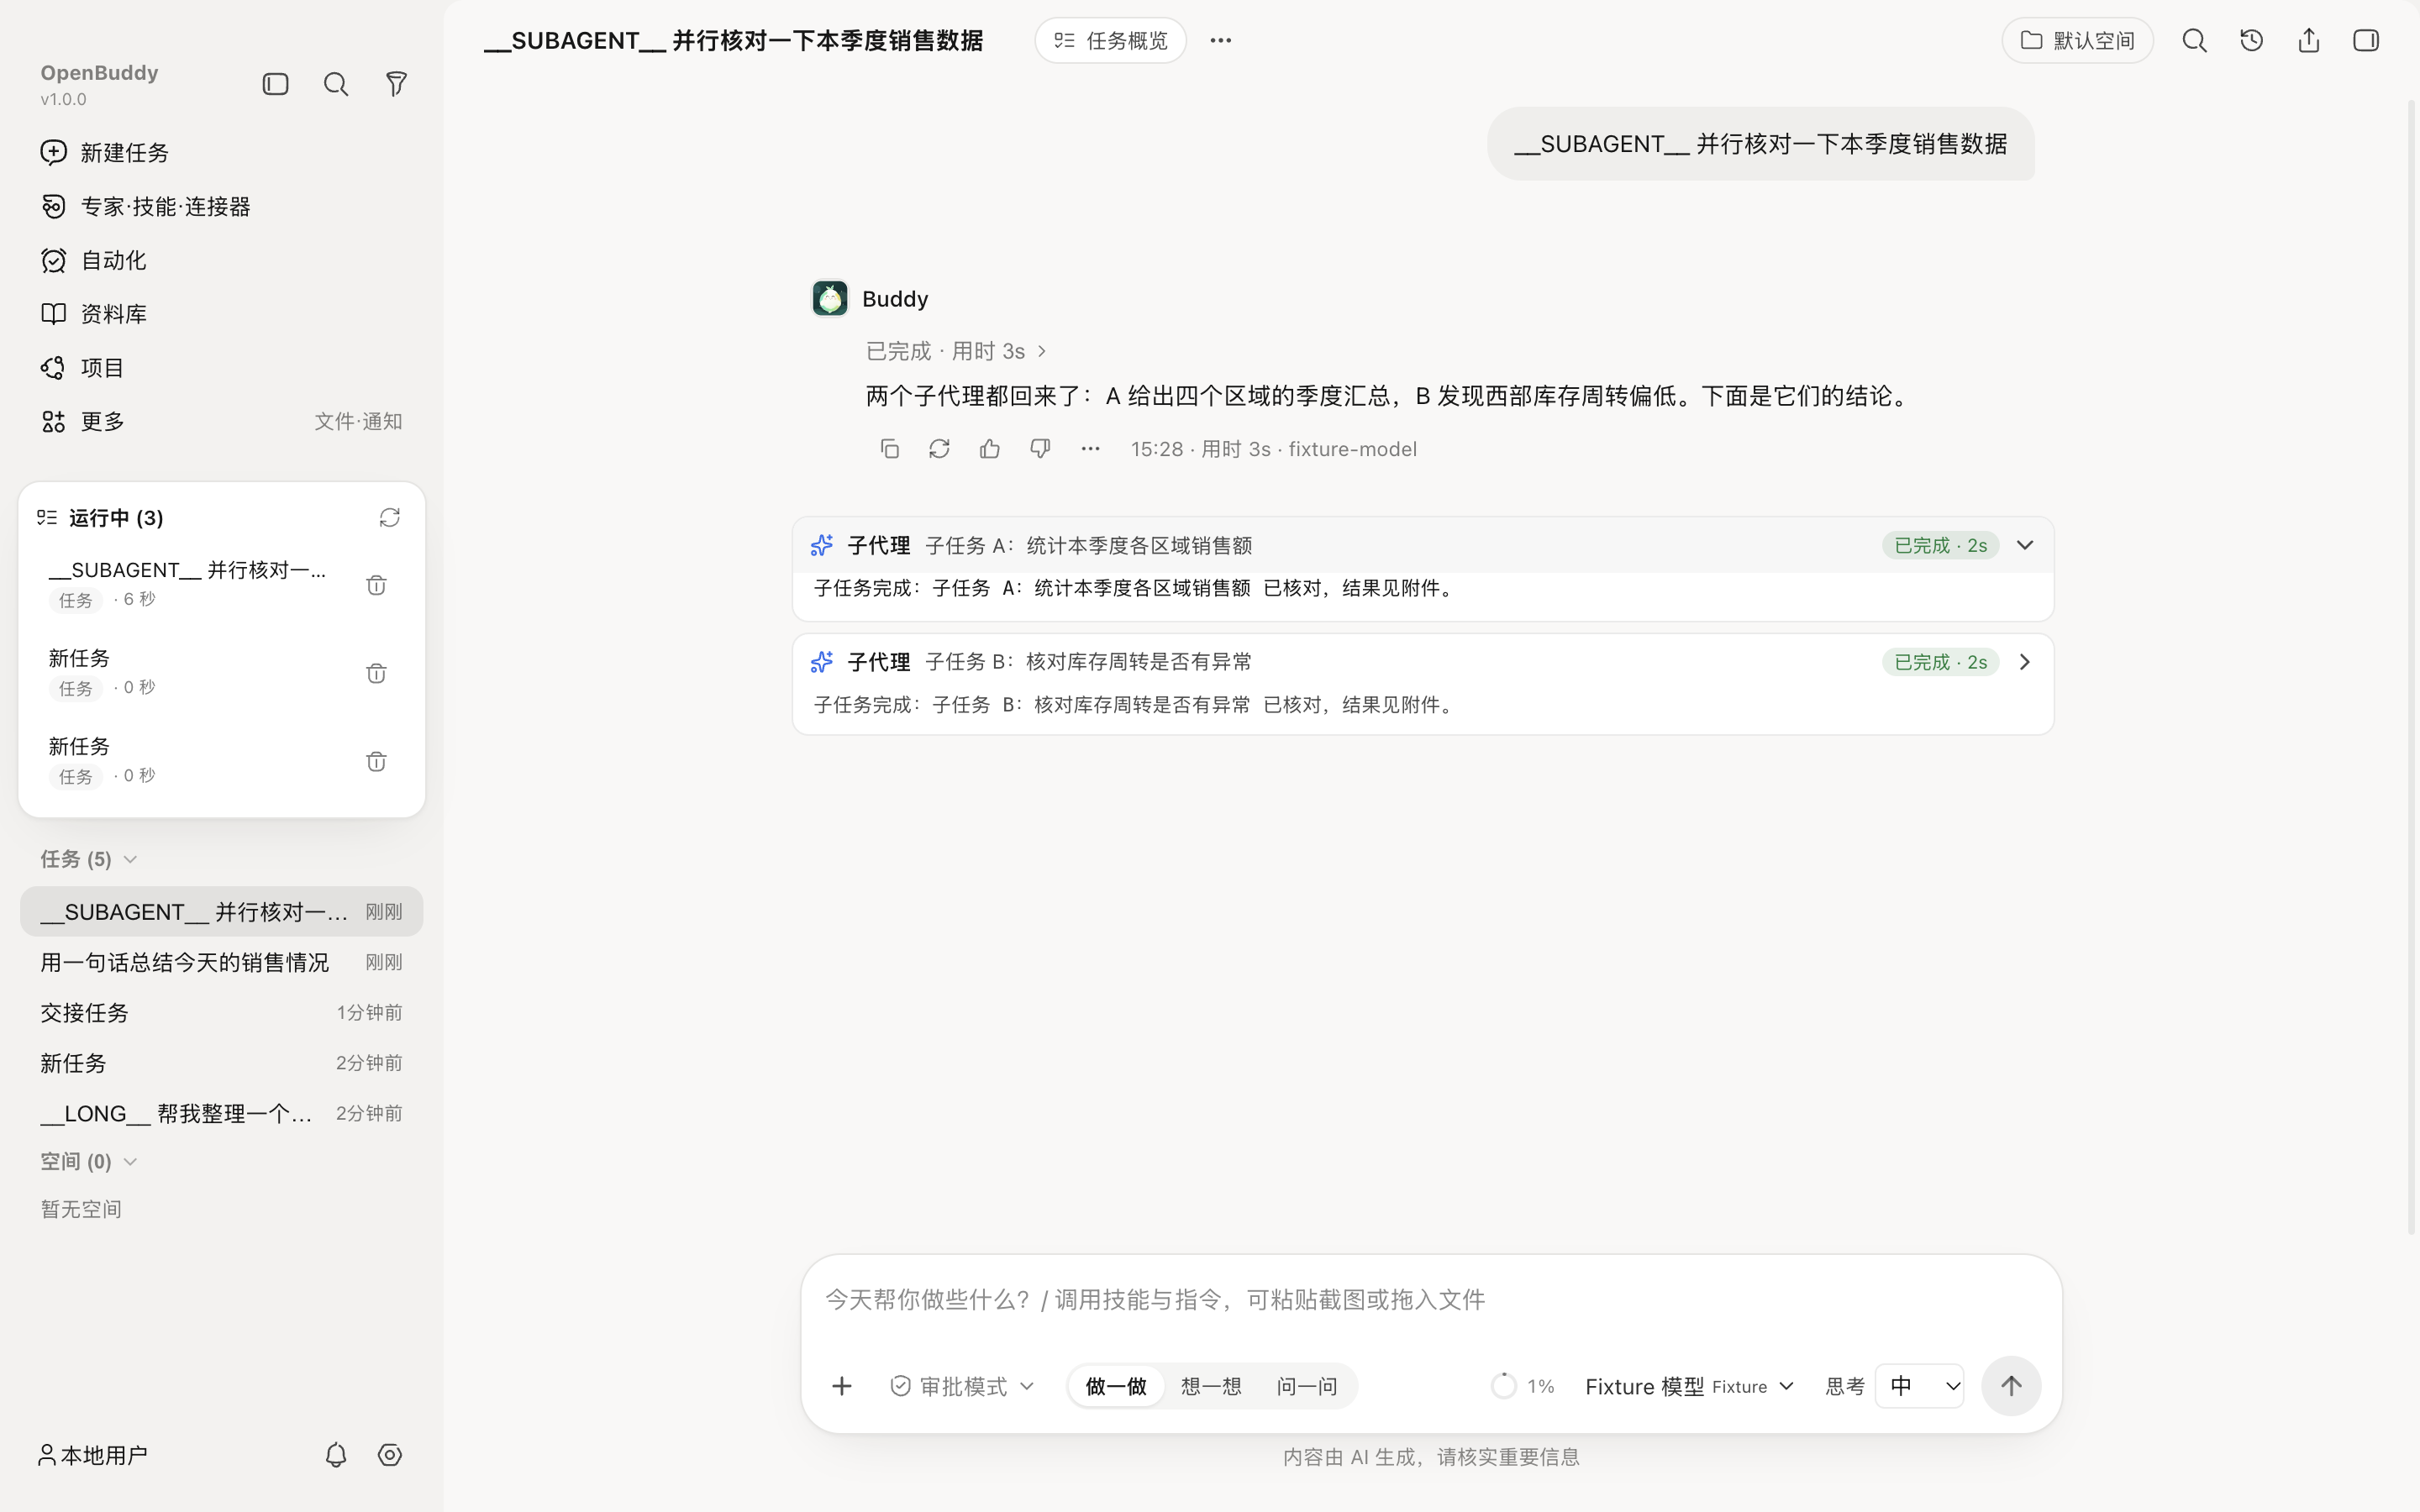 OpenBuddy
v1.0.0
新建任务
专家·技能·连接器
自动化
资料库
项目
更多 文件·通知
运行中 (3)
__SUBAGENT__ 并行核对一...
任务 · 6 秒
新任务
任务 · 0 秒
新任务
任务 · 0 秒
任务 (5)
__SUBAGENT__ 并行核对一... 刚刚
用一句话总结今天的销售情况 刚刚
交接任务 1分钟前
新任务 2分钟前
__LONG__ 帮我整理一个... 2分钟前
空间 (0)
暂无空间
本地用户
__SUBAGENT__ 并行核对一下本季度销售数据 任务概览 默认空间
__SUBAGENT__ 并行核对一下本季度销售数据
Buddy
已完成 · 用时 3s
两个子代理都回来了：A 给出四个区域的季度汇总，B 发现西部库存周转偏低。下面是它们的结论。
15:28 · 用时 3s · fixture-model
子代理 子任务 A：统计本季度各区域销售额 已完成 · 2s
子任务完成：子任务 A：统计本季度各区域销售额 已核对，结果见附件。
子代理 子任务 B：核对库存周转是否有异常 已完成 · 2s
子任务完成：子任务 B：核对库存周转是否有异常 已核对，结果见附件。
今天帮你做些什么？/ 调用技能与指令，可粘贴截图或拖入文件
审批模式 做一做 想一想 问一问 1% Fixture 模型 Fixture 思考 中
内容由 AI 生成，请核实重要信息